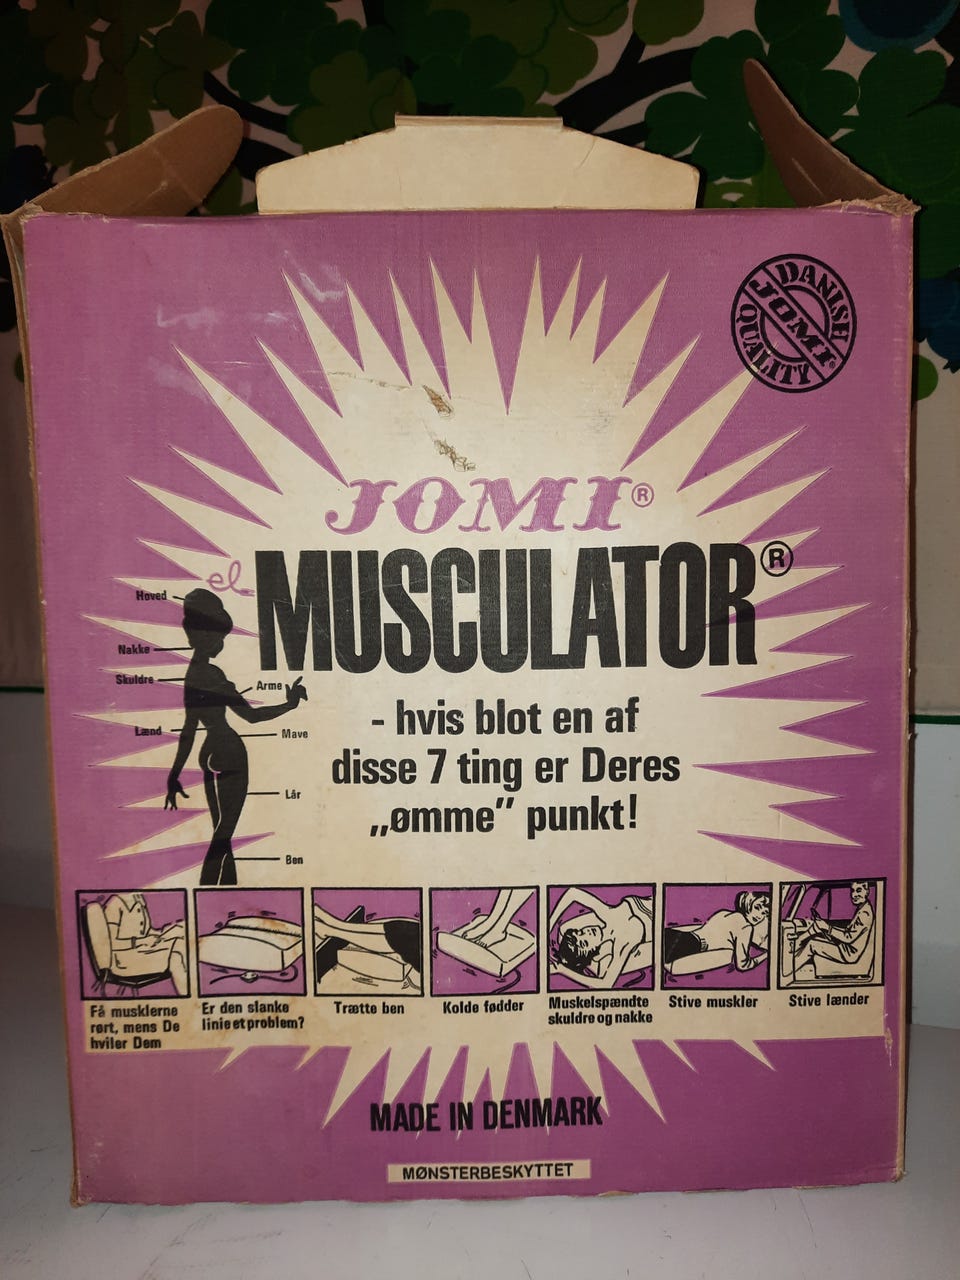 DANISH
JOMI®
QUALITY
JOMI®
el
MUSCULATOR®
Hoved
Nakke
Skuldre
Arme
Lænd
Mave
Lår
Ben
- hvis blot en af
disse 7 ting er Deres
„ømme” punkt!
Få musklerne
rørt, mens De
hviler Dem
Er den slanke
linie et problem?
Trætte ben
Kolde fødder
Muskelspændte
skuldre og nakke
Stive muskler
Stive lænder
MADE IN DENMARK
MØNSTERBESKYTTET